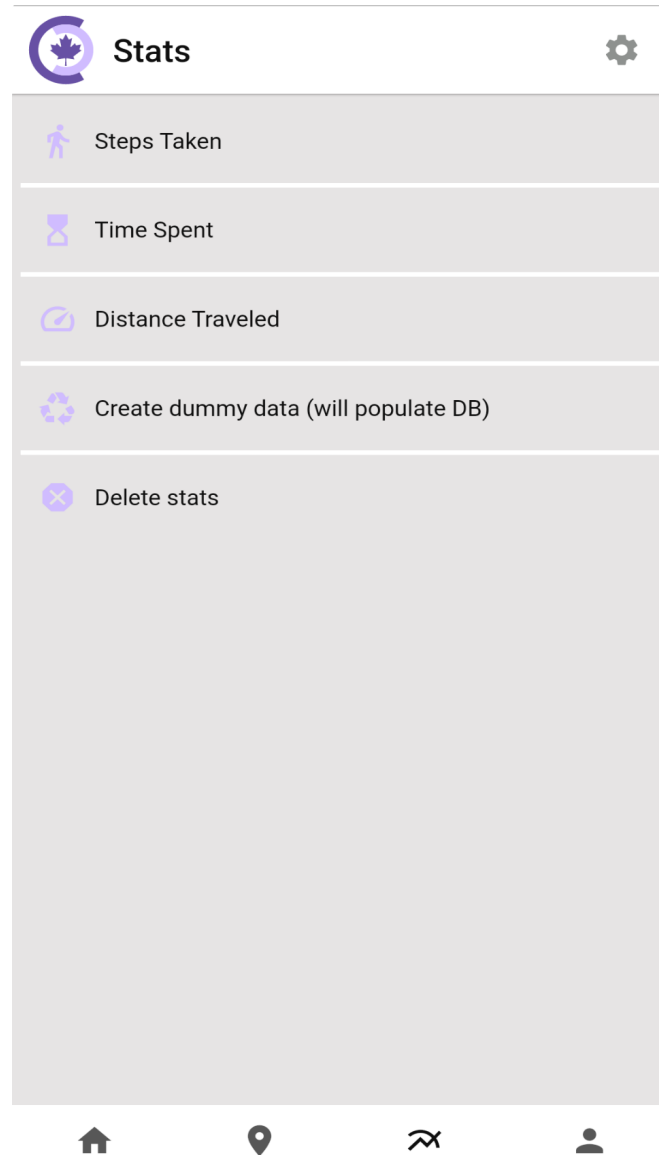 Stats
Steps Taken
Time Spent
Distance Traveled
Create dummy data (will populate DB)
Delete stats